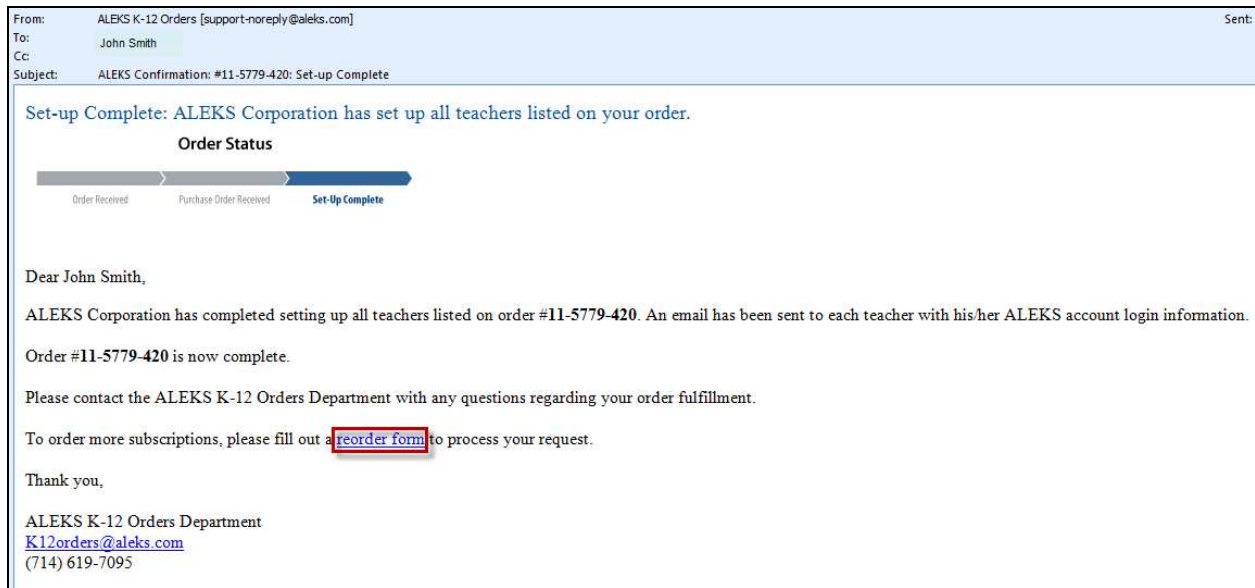 From: ALEKS K-12 Orders [support-noreply@aleks.com] Sent:
To: John Smith
Cc:
Subject: ALEKS Confirmation: #11-5779-420: Set-up Complete
Set-up Complete: ALEKS Corporation has set up all teachers listed on your order.
Order Status
Order Received Purchase Order Received Set-Up Complete
Dear John Smith,
ALEKS Corporation has completed setting up all teachers listed on order #11-5779-420. An email has been sent to each teacher with his/her ALEKS account login information.
Order #11-5779-420 is now complete.
Please contact the ALEKS K-12 Orders Department with any questions regarding your order fulfillment.
To order more subscriptions, please fill out a reorder form to process your request.
Thank you,
ALEKS K-12 Orders Department
K12orders@aleks.com
(714) 619-7095